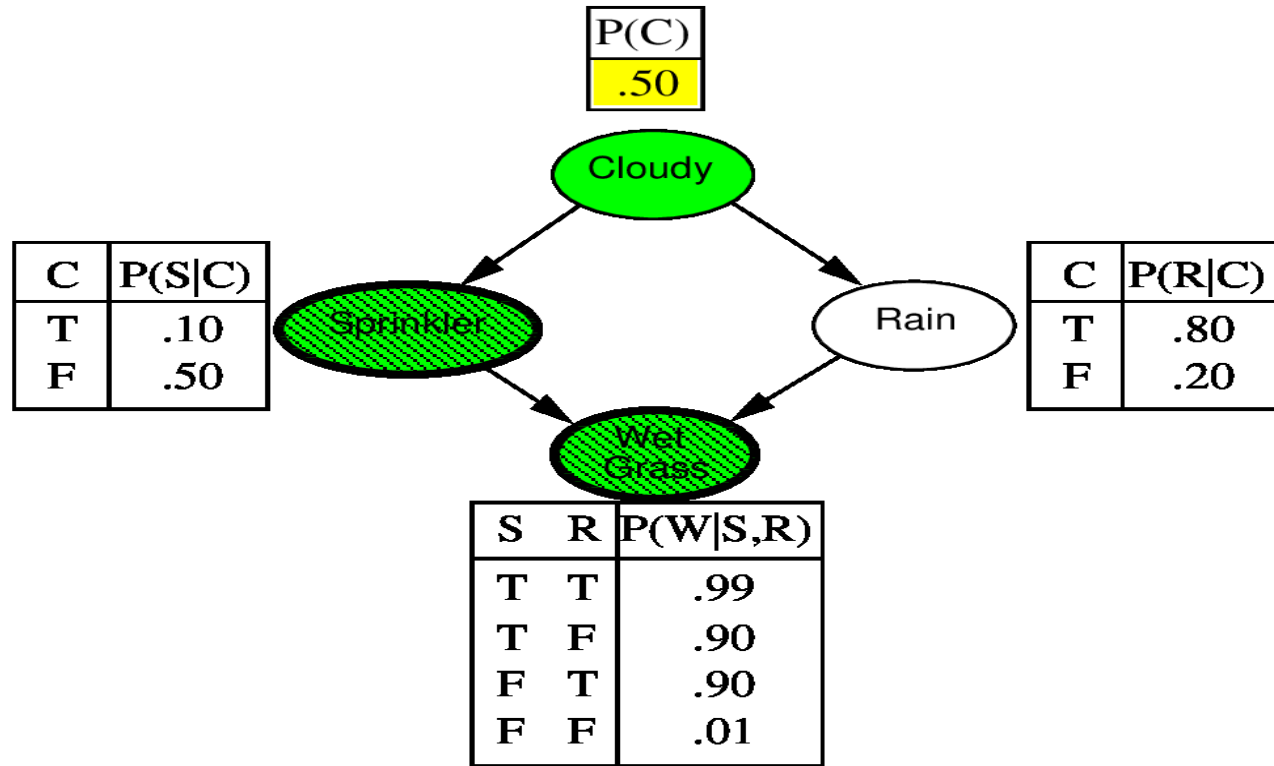 P(C)
.50
Cloudy
C P(S|C)
T .10
F .50
Sprinkler
Rain
C P(R|C)
T .80
F .20
Wet
Grass
S R P(W|S,R)
T T .99
T F .90
F T .90
F F .01